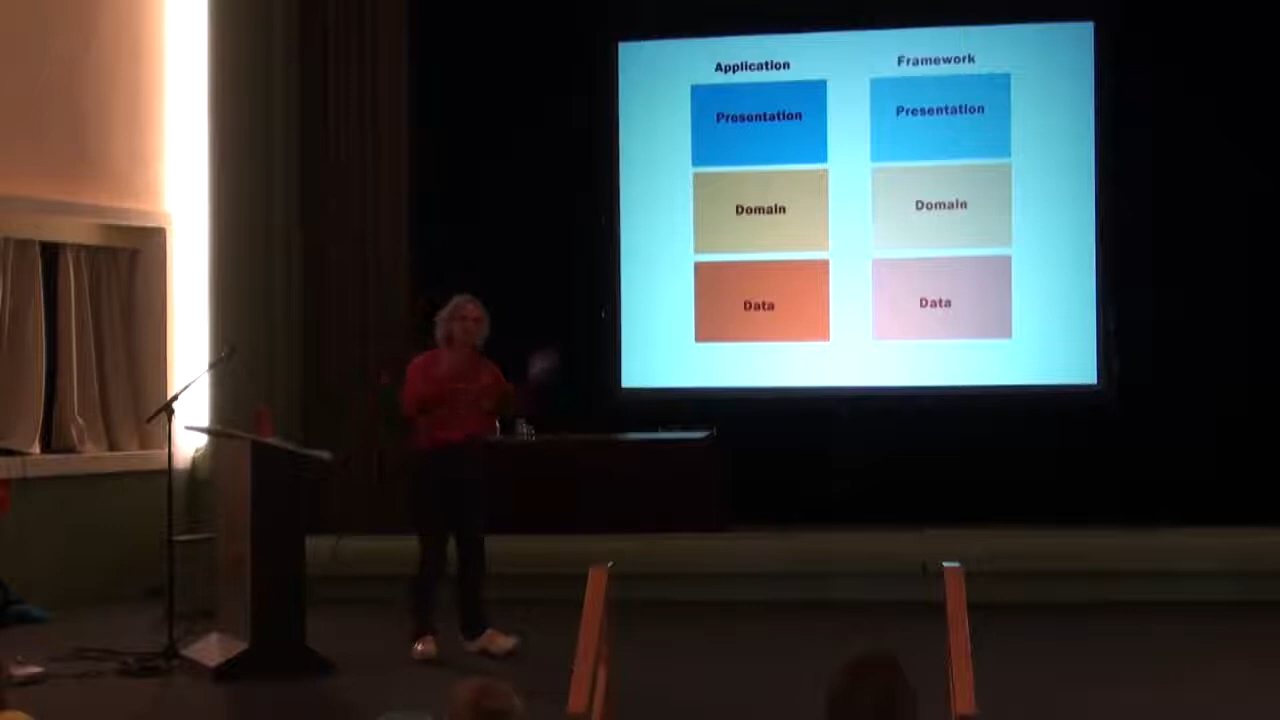 Application
Presentation
Domain
Data
Framework
Presentation
Domain
Data